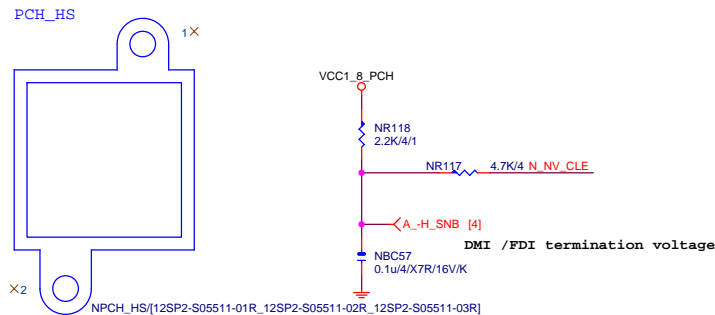 PCH_HS
1
VCC1_8_PCH
NR118
2.2K/4/1
NR117 4.7K/4 N_NV_CLE
A_-H_SNB [4]
DMI /FDI termination voltage
NBC57
0.1u/4/X7R/16V/K
2
NPCH_HS/[12SP2-S05511-01R_12SP2-S05511-02R_12SP2-S05511-03R]